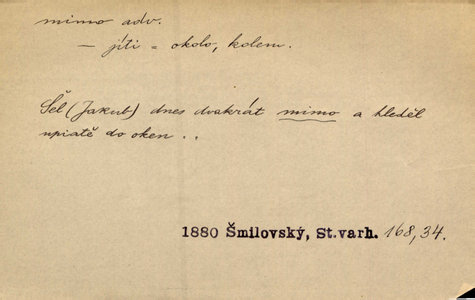 mimo adv.
— jíti = okolo, kolem.
Šel (Jakub) dnes dvakrát mimo a hleděl
upiatě do oken . .
1880 Šmilovský, St.varh. 168,34.